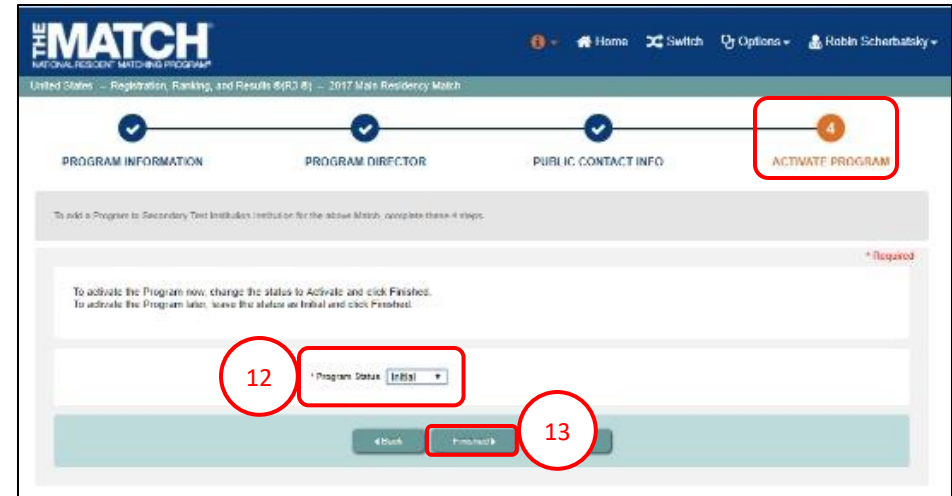 THE MATCH
NATIONAL RESIDENT MATCHING PROGRAM®
Home Switch Options Robin Scherbatsky
United States - Registration, Ranking, and Results ®(R3 ®) - 2017 Main Residency Match
4
PROGRAM INFORMATION PROGRAM DIRECTOR PUBLIC CONTACT INFO ACTIVATE PROGRAM
To add a Program to Secondary Test Institution Institution for the above Match, complete these 4 steps.
* Required
To activate the Program now, change the status to Activate and click Finished.
To activate the Program later, leave the status as Initial and click Finished.
12 * Program Status Initial
Back Finished 13